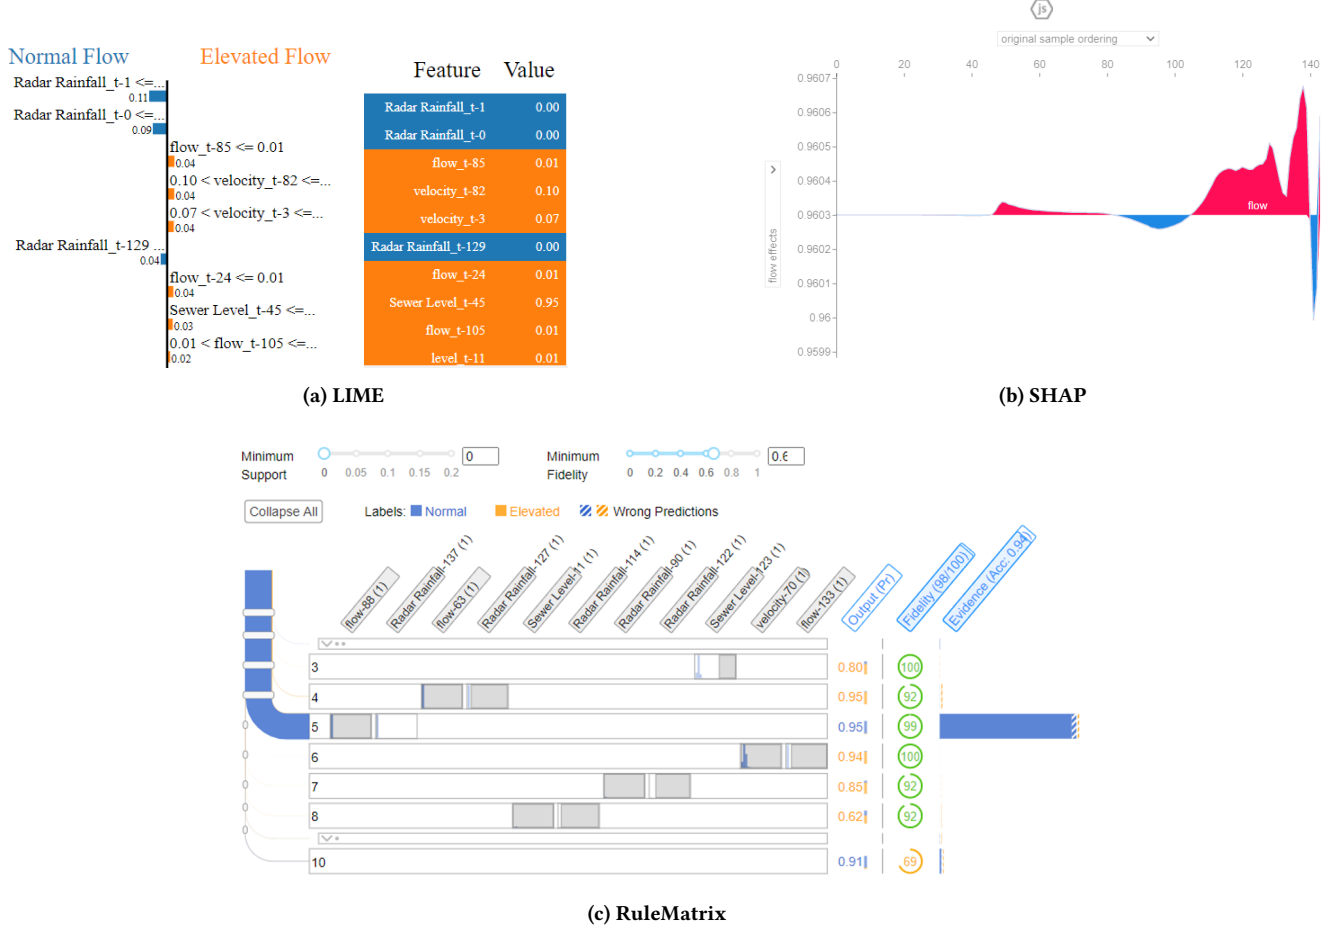 Normal Flow
Elevated Flow
Radar Rainfall_t-1 <=...
0.11
Radar Rainfall_t-0 <=...
0.09
flow_t-85 <= 0.01
0.04
0.10 < velocity_t-82 <=...
0.04
0.07 < velocity_t-3 <=...
0.04
Radar Rainfall_t-129 ...
0.04
flow_t-24 <= 0.01
0.04
Sewer Level_t-45 <=...
0.03
0.01 < flow_t-105 <=...
0.02
Feature Value
Radar Rainfall_t-1 0.00
Radar Rainfall_t-0 0.00
flow_t-85 0.01
velocity_t-82 0.10
velocity_t-3 0.07
Radar Rainfall_t-129 0.00
flow_t-24 0.01
Sewer Level_t-45 0.95
flow_t-105 0.01
level_t-11 0.01
(a) LIME
js
original sample ordering
0 20 40 60 80 100 120 140
0.9607
0.9606
0.9605
0.9604
0.9603
0.9602
0.9601
0.96
0.9599
flow effects
flow
(b) SHAP
Minimum Support
0
0 0.05 0.1 0.15 0.2
Minimum Fidelity
0.6
0 0.2 0.4 0.6 0.8 1
Collapse All
Labels: Normal Elevated Wrong Predictions
flow-88 (1)
Radar Rainfall-137 (1)
flow-63 (1)
Radar Rainfall-127 (1)
Sewer Level-11 (1)
Radar Rainfall-114 (1)
Radar Rainfall-90 (1)
Radar Rainfall-122 (1)
Sewer Level-123 (1)
velocity-70 (1)
flow-133 (1)
Output (Pr)
Fidelity (98/100)
Evidence (Acc: 0.94)
3 0.80 100
4 0.95 92
0 5 0.95 99
0 6 0.94 100
0 7 0.85 92
0 8 0.62 92
0
10 0.91 69
(c) RuleMatrix